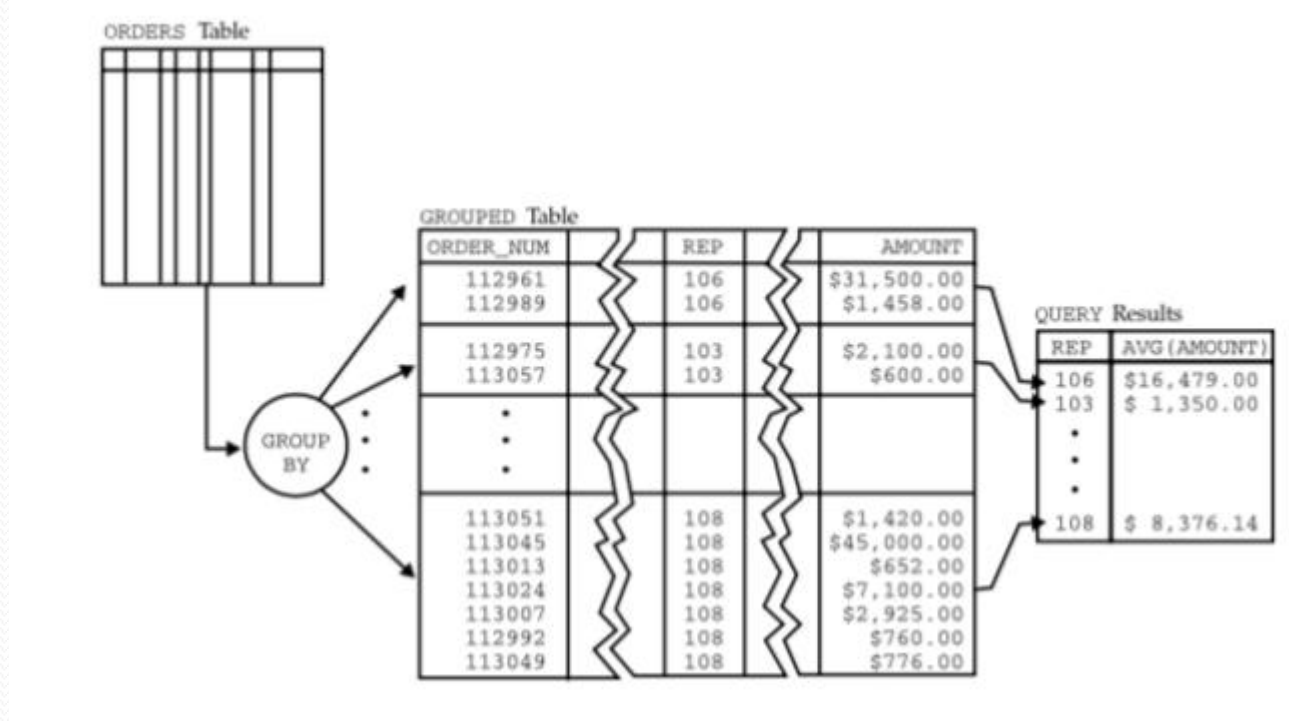 ORDERS Table
GROUP
BY
GROUPED Table
ORDER_NUM REP AMOUNT
112961 106 $31,500.00
112989 106 $1,458.00
112975 103 $2,100.00
113057 103 $600.00
113051 108 $1,420.00
113045 108 $45,000.00
113013 108 $652.00
113024 108 $7,100.00
113007 108 $2,925.00
112992 108 $760.00
113049 108 $776.00
QUERY Results
REP AVG(AMOUNT)
106 $16,479.00
103 $ 1,350.00
108 $ 8,376.14